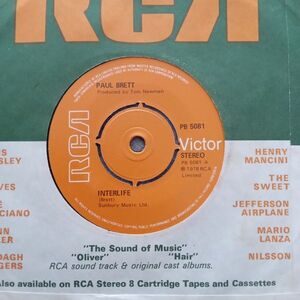 RCA
PAUL BRETT
Produced by Tom Newman
PB 5081
RCA
Victor
STEREO
PB 5081 A
℗ 1978 RCA
Limited
INTERLIFE
(Brett)
Sunbury Music Ltd.
HENRY
MANCINI
THE
SWEET
JEFFERSON
AIRPLANE
MARIO
LANZA
NILSSON
"The Sound of Music"
"Oliver" "Hair"
RCA sound track & original cast albums.
Also available on RCA Stereo 8 Cartridge Tapes and Cassettes